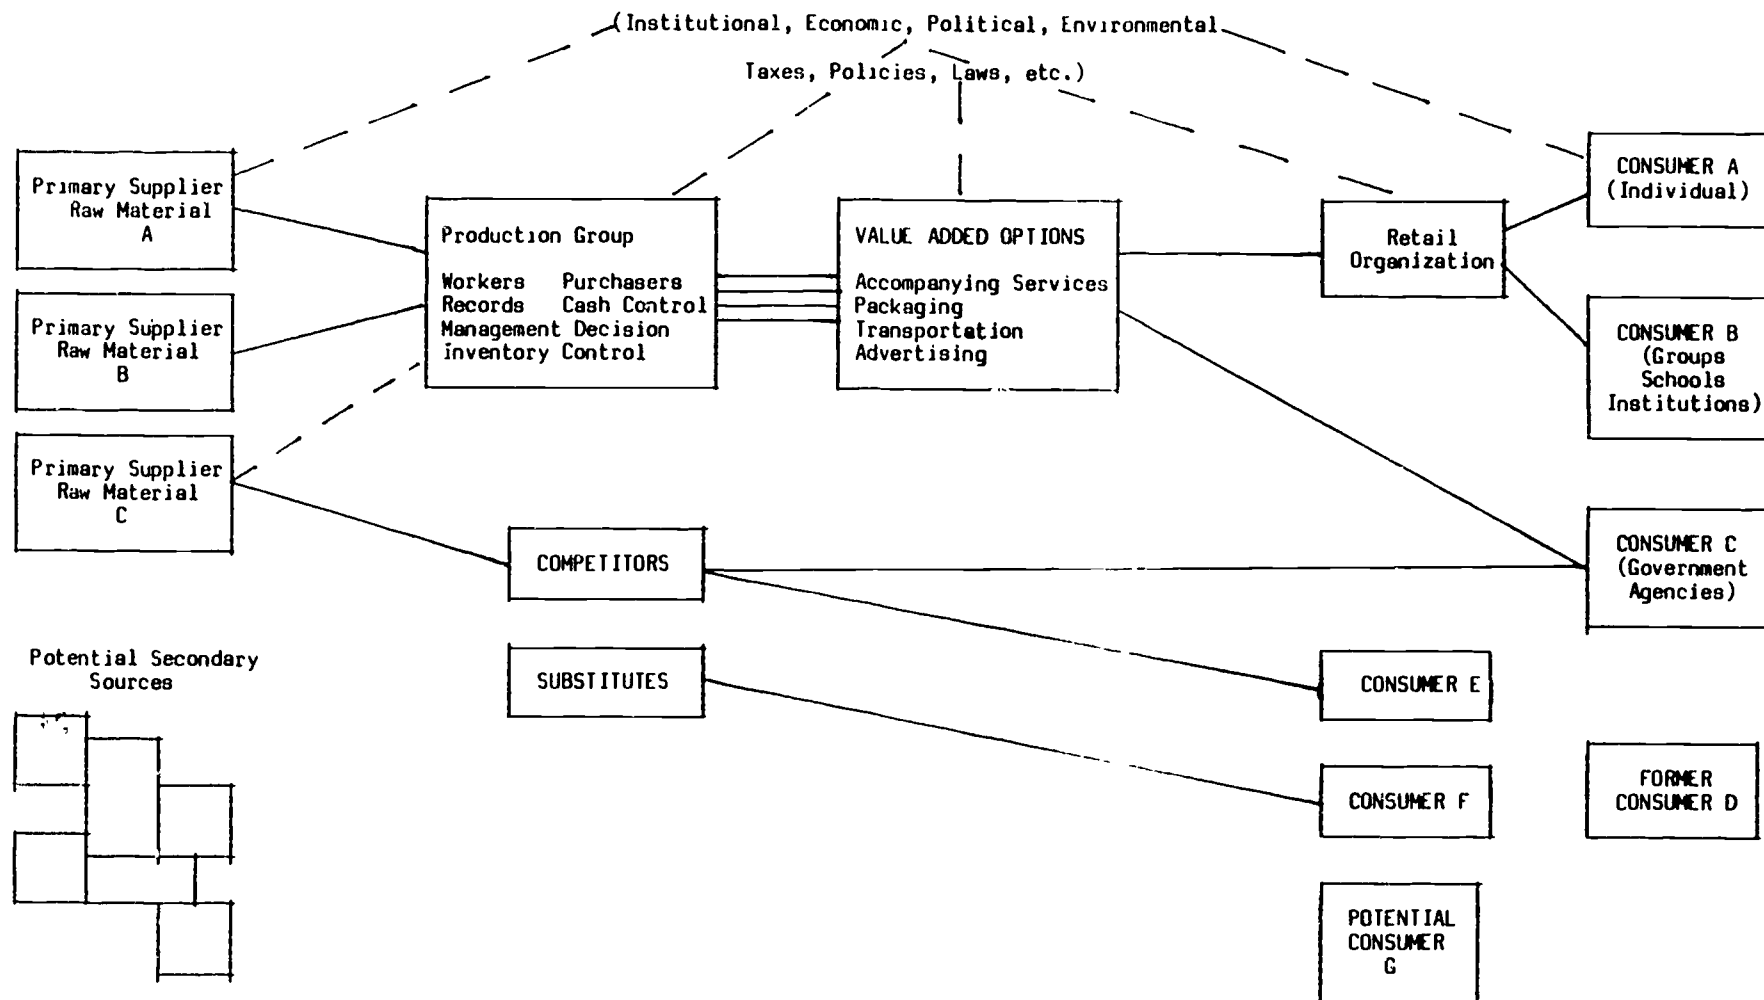 (Institutional, Economic, Political, Environmental
Taxes, Policies, Laws, etc.)
Primary Supplier
Raw Material
A
Primary Supplier
Raw Material
B
Primary Supplier
Raw Material
C
Potential Secondary
Sources
Production Group
Workers Purchasers
Records Cash Control
Management Decision
Inventory Control
VALUE ADDED OPTIONS
Accompanying Services
Packaging
Transportation
Advertising
Retail
Organization
CONSUMER A
(Individual)
CONSUMER B
(Groups
Schools
Institutions)
CONSUMER C
(Government
Agencies)
COMPETITORS
SUBSTITUTES
CONSUMER E
CONSUMER F
FORMER
CONSUMER D
POTENTIAL
CONSUMER
G